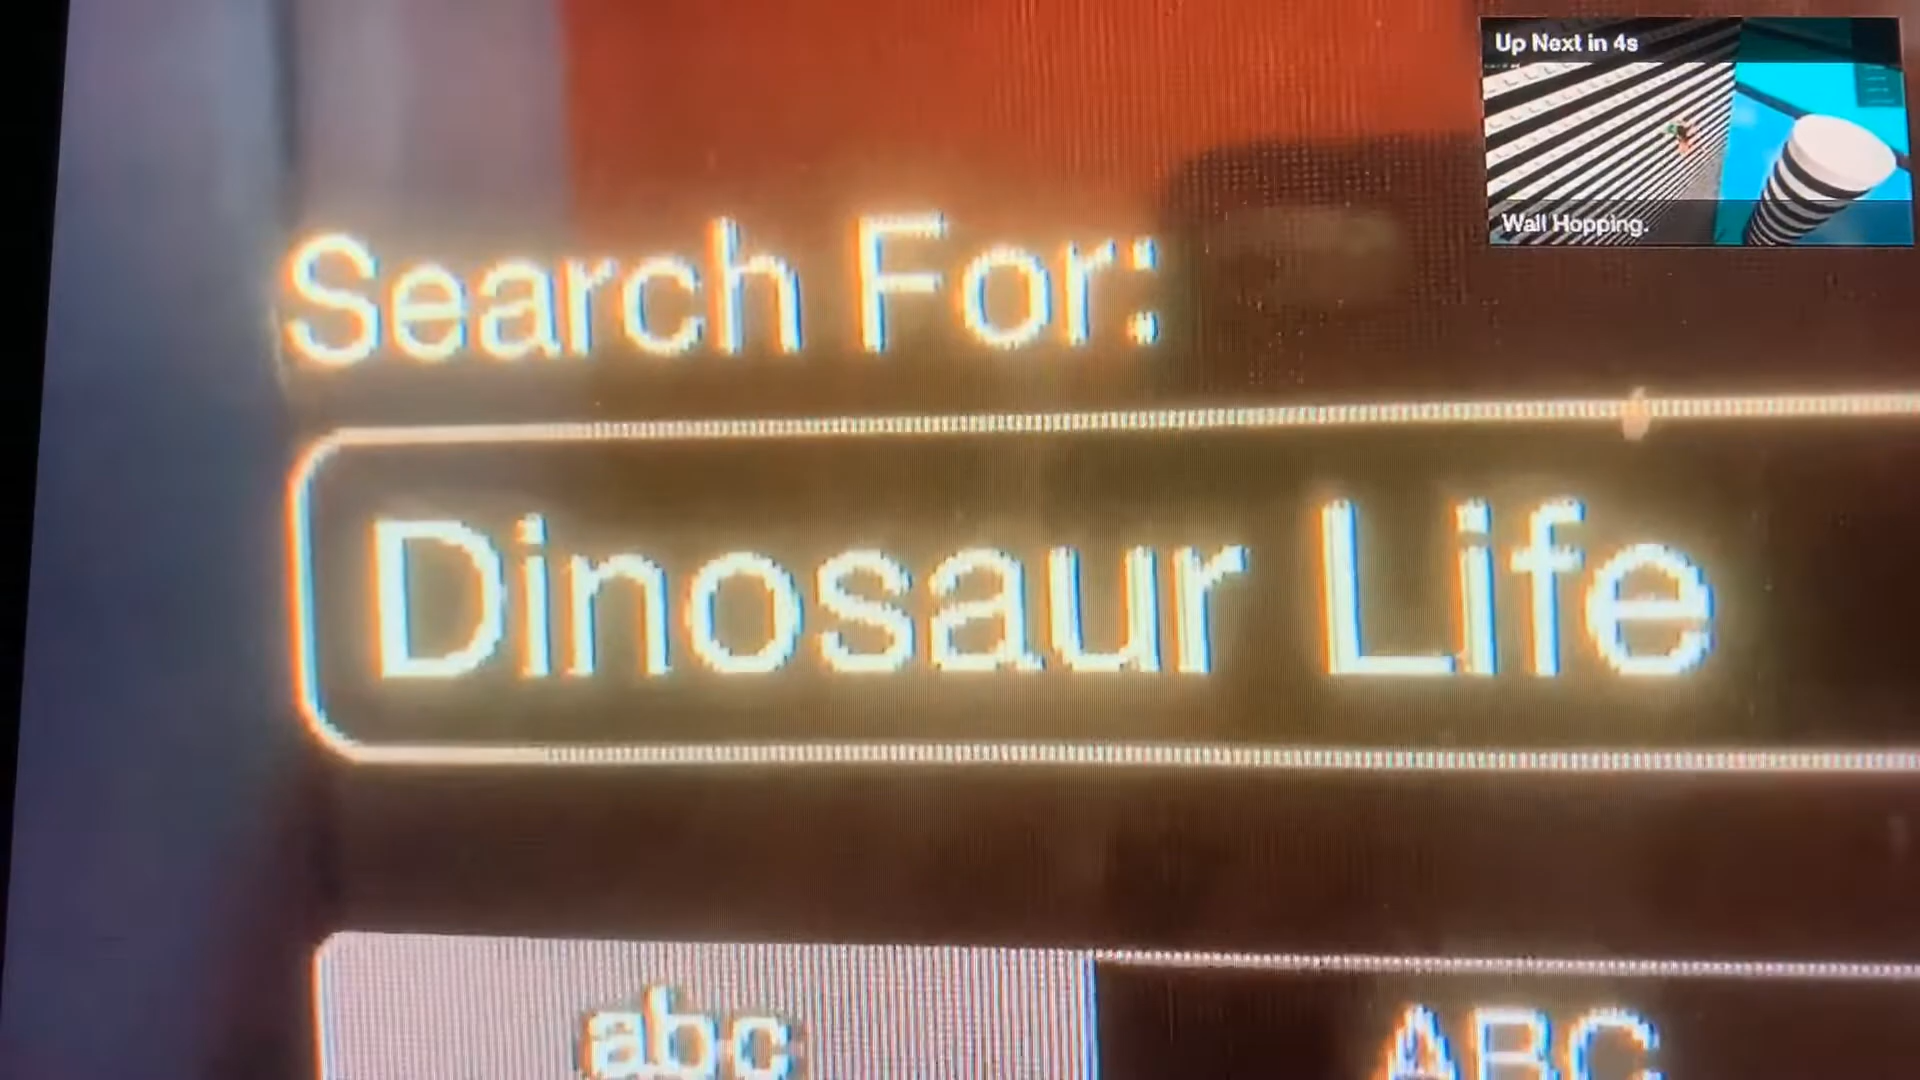 Up Next in 4s
Wall Hopping.
Search For:
Dinosaur Life
abc
ABC